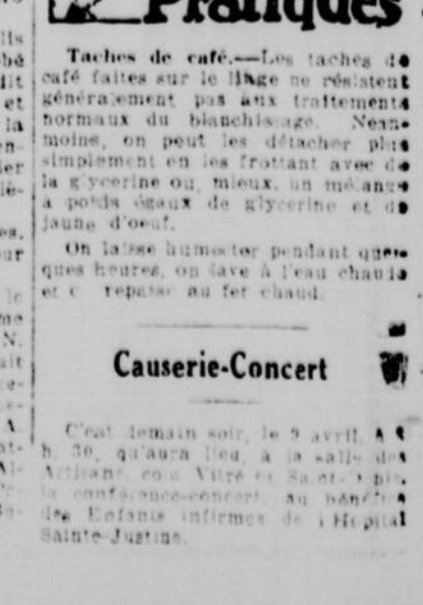 Pratiques
Taches de café.—Les taches de
café faites sur le linge ne résistent
généralement pas aux traitements
normaux du blanchissage. Néan-
moins, on peut les détacher plus
simplement en les frottant avec de
la glycerine ou, mieux, un mélange
a poids égaux de glycerine et de
jaune d'oeuf.
On laisse humecter pendant quel-
ques heures, on lave à l'eau chaude
et repasse au fer chaud.
Causerie-Concert
C'est demain soir, le 9 avril, à 8
h. 30, qu'aura lieu, à la salle des
Artisans, coin Vitré et Saint-
la conférence-concert, au bénéfice
des Enfants infirmes de l'Hôpital
Sainte-Justine.